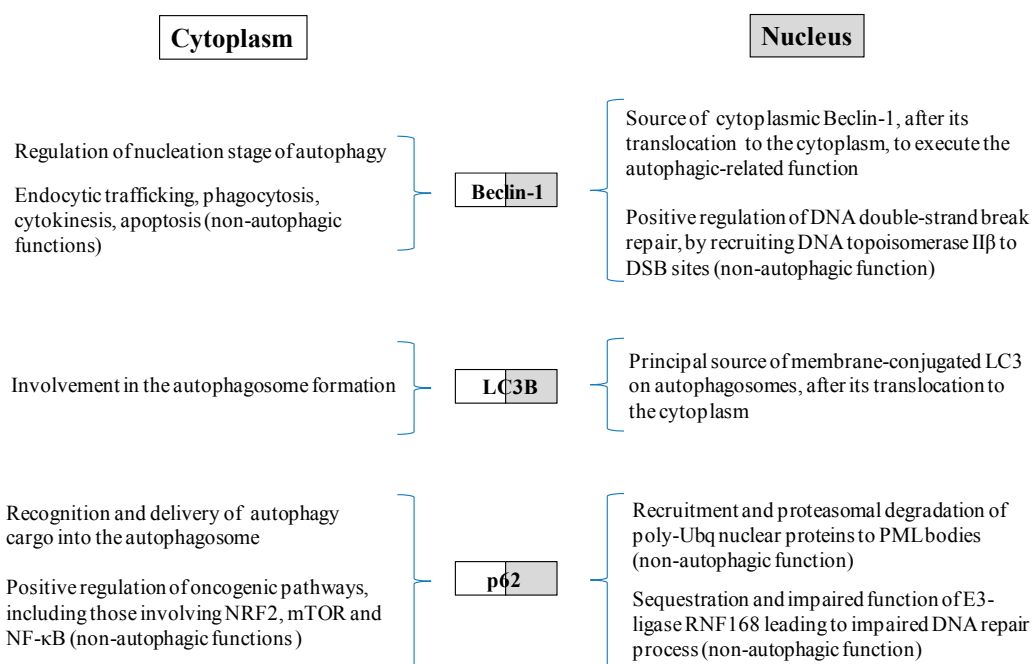 Cytoplasm
Nucleus
Regulation of nucleation stage of autophagy
Endocytic trafficking, phagocytosis,
cytokinesis, apoptosis (non-autophagic
functions)
Beclin-1
Source of cytoplasmic Beclin-1, after its
translocation to the cytoplasm, to execute the
autophagic-related function
Positive regulation of DNA double-strand break
repair, by recruiting DNA topoisomerase IIβ to
DSB sites (non-autophagic function)
Involvement in the autophagosome formation
LC3B
Principal source of membrane-conjugated LC3
on autophagosomes, after its translocation to
the cytoplasm
Recognition and delivery of autophagy
cargo into the autophagosome
Positive regulation of oncogenic pathways,
including those involving NRF2, mTOR and
NF-κB (non-autophagic functions )
p62
Recruitment and proteasomal degradation of
poly-Ubq nuclear proteins to PML bodies
(non-autophagic function)
Sequestration and impaired function of E3-
ligase RNF168 leading to impaired DNA repair
process (non-autophagic function)